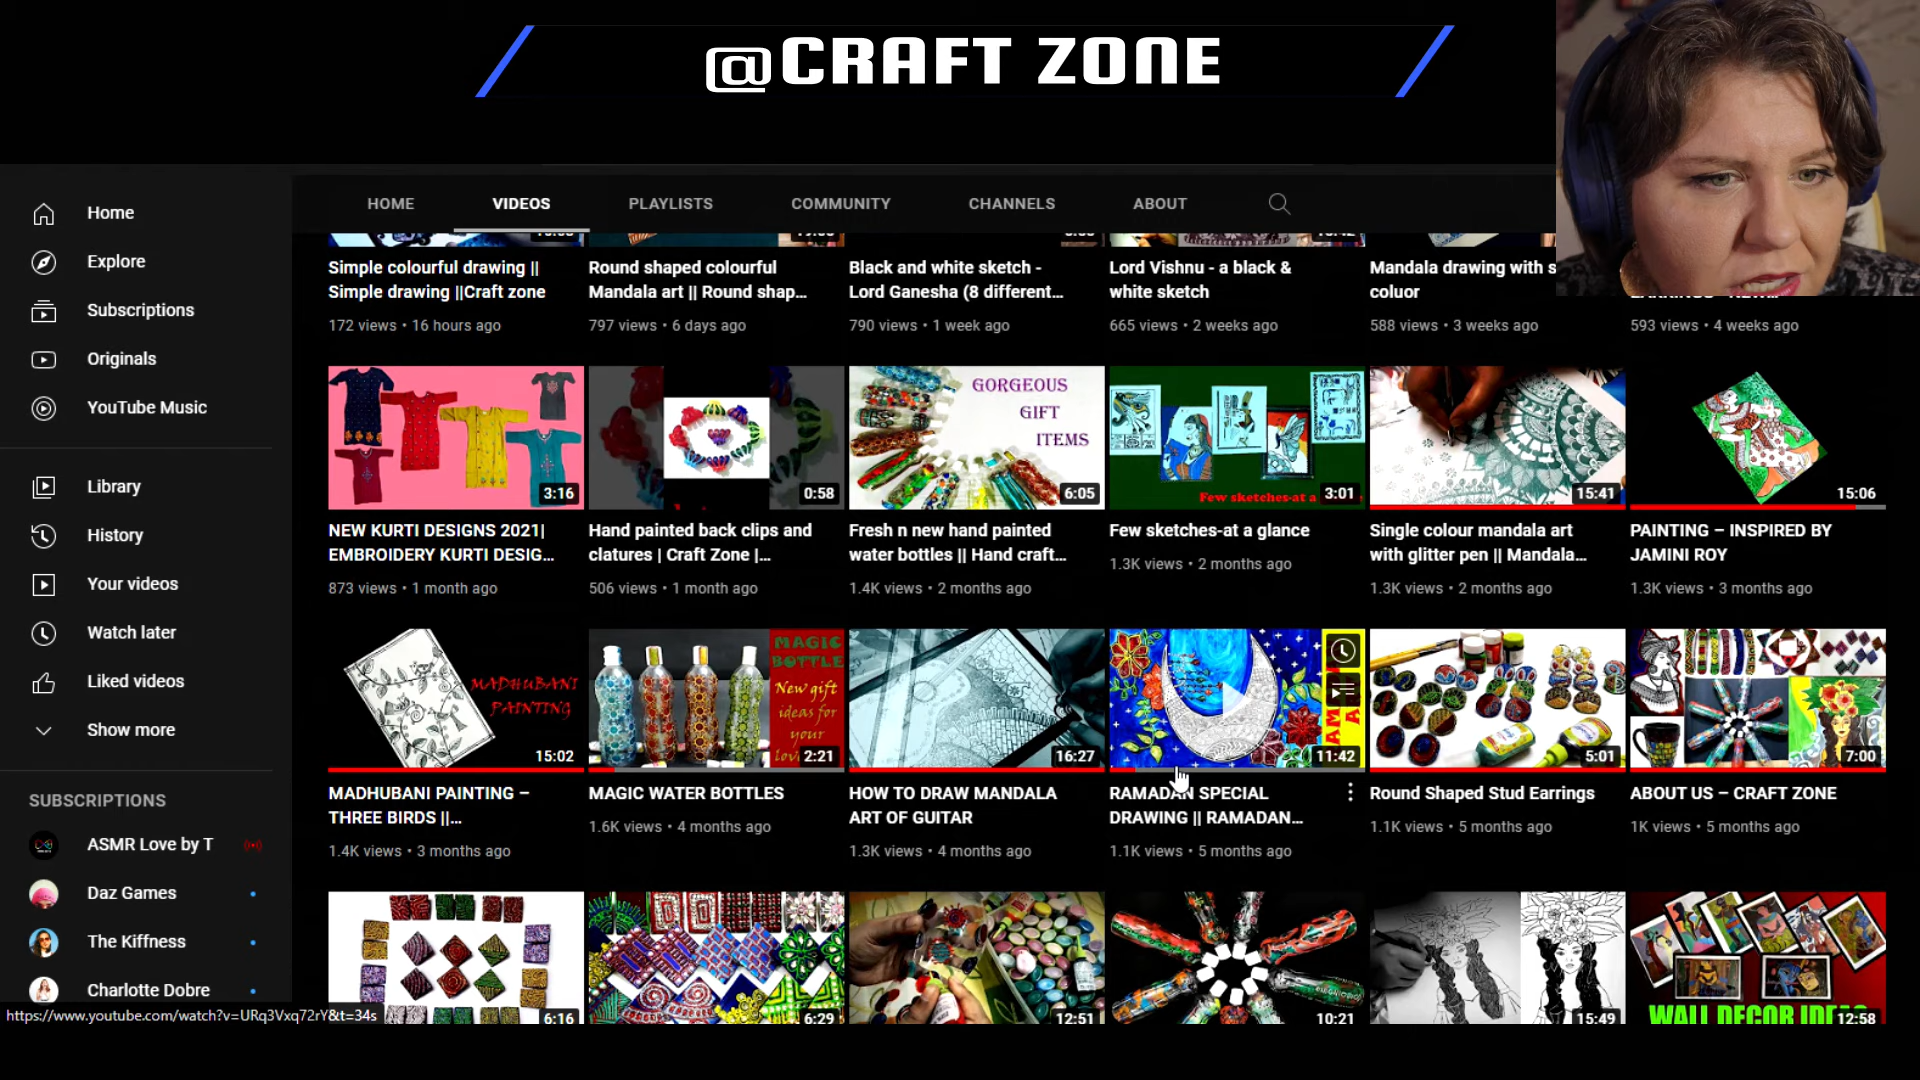 @CRAFT ZONE
HOME
VIDEOS
PLAYLISTS
COMMUNITY
CHANNELS
ABOUT
Home
Explore
Subscriptions
Originals
YouTube Music
Library
History
Your videos
Watch later
Liked videos
Show more
SUBSCRIPTIONS
ASMR Love by T
Daz Games
The Kiffness
Charlotte Dobre
https://www.youtube.com/watch?v=URq3Vxq72rY&t=34s
Simple colourful drawing ||
Simple drawing ||Craft zone
172 views • 16 hours ago
Round shaped colourful
Mandala art || Round shap...
797 views • 6 days ago
Black and white sketch -
Lord Ganesha (8 different...
790 views • 1 week ago
Lord Vishnu - a black &
white sketch
665 views • 2 weeks ago
Mandala drawing with s
coluor
588 views • 3 weeks ago
593 views • 4 weeks ago
3:16
NEW KURTI DESIGNS 2021|
EMBROIDERY KURTI DESIG...
873 views • 1 month ago
0:58
Hand painted back clips and
clatures | Craft Zone |...
506 views • 1 month ago
GORGEOUS
GIFT
ITEMS
6:05
Fresh n new hand painted
water bottles || Hand craft...
1.4K views • 2 months ago
Few sketches-at a
3:01
Few sketches-at a glance
1.3K views • 2 months ago
15:41
Single colour mandala art
with glitter pen || Mandala...
1.3K views • 2 months ago
15:06
PAINTING – INSPIRED BY
JAMINI ROY
1.3K views • 3 months ago
MADHUBANI
PAINTING
15:02
MADHUBANI PAINTING –
THREE BIRDS ||...
1.4K views • 3 months ago
MAGIC
BOTTLE
New gift
ideas for
your
2:21
MAGIC WATER BOTTLES
1.6K views • 4 months ago
16:27
HOW TO DRAW MANDALA
ART OF GUITAR
1.3K views • 4 months ago
11:42
RAMADAN SPECIAL
DRAWING || RAMADAN...
1.1K views • 5 months ago
5:01
Round Shaped Stud Earrings
1.1K views • 5 months ago
7:00
ABOUT US – CRAFT ZONE
1K views • 5 months ago
6:16
6:29
12:51
10:21
15:49
WALL DECOR
12:58